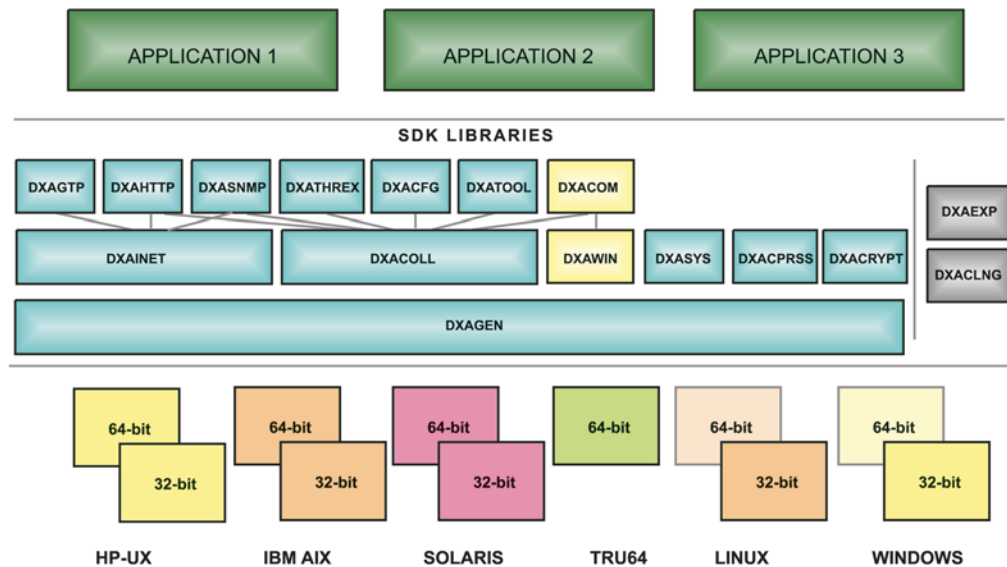 APPLICATION 1
APPLICATION 2
APPLICATION 3
SDK LIBRARIES
DXAGTP
DXAHTTP
DXASNMP
DXATHREX
DXACFG
DXATOOL
DXACOM
DXAEXP
DXAINET
DXACOLL
DXAWIN
DXASYS
DXACPRSS
DXACRYPT
DXACLNG
DXAGEN
64-bit
64-bit
64-bit
64-bit
64-bit
64-bit
32-bit
32-bit
32-bit
32-bit
32-bit
HP-UX
IBM AIX
SOLARIS
TRU64
LINUX
WINDOWS